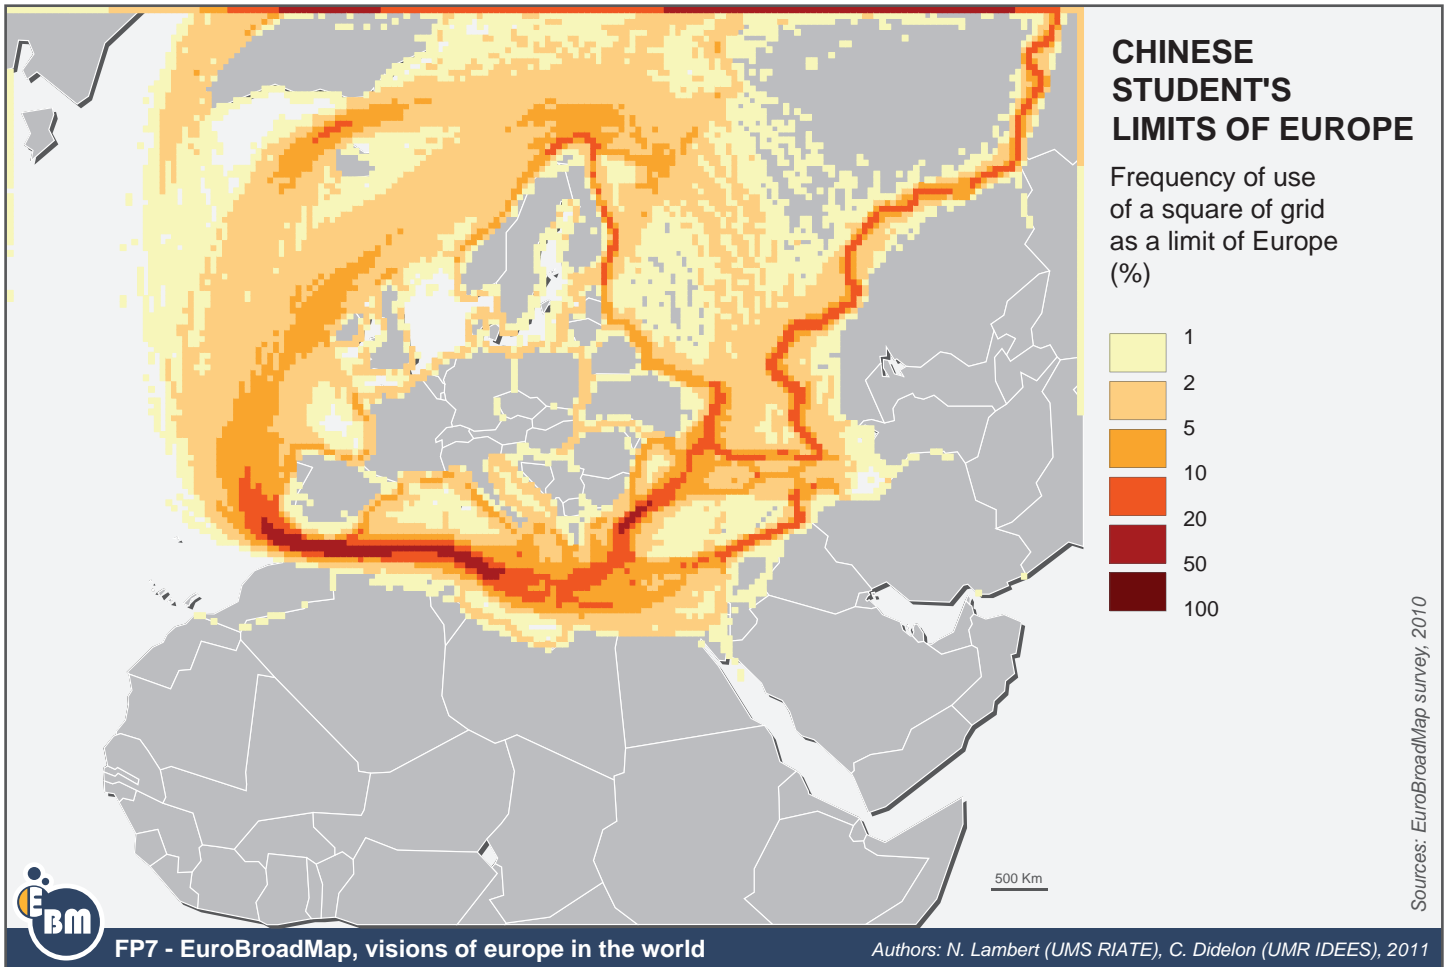 CHINESE
STUDENT'S
LIMITS OF EUROPE
Frequency of use
of a square of grid
as a limit of Europe
(%)
1
2
5
10
20
50
100
Sources: EuroBroadMap survey, 2010
500 Km
E
BM
FP7 - EuroBroadMap, visions of europe in the world
Authors: N. Lambert (UMS RIATE), C. Didelon (UMR IDEES), 2011